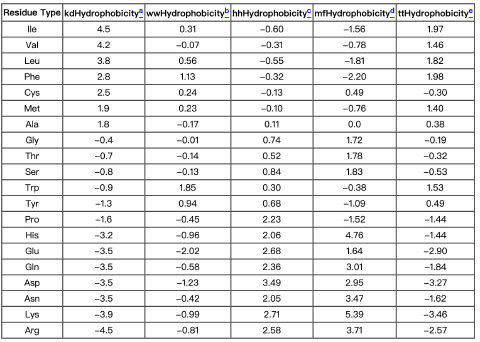 Residue Type kdHydrophobicitya wwHydrophobicityb hhHydrophobicityc mfHydrophobicityd ttHydrophobicitye
Ile 4.5 0.31 −0.60 −1.56 1.97
Val 4.2 −0.07 −0.31 −0.78 1.46
Leu 3.8 0.56 −0.55 −1.81 1.82
Phe 2.8 1.13 −0.32 −2.20 1.98
Cys 2.5 0.24 −0.13 0.49 −0.30
Met 1.9 0.23 −0.10 −0.76 1.40
Ala 1.8 −0.17 0.11 0.0 0.38
Gly −0.4 −0.01 0.74 1.72 −0.19
Thr −0.7 −0.14 0.52 1.78 −0.32
Ser −0.8 −0.13 0.84 1.83 −0.53
Trp −0.9 1.85 0.30 −0.38 1.53
Tyr −1.3 0.94 0.68 −1.09 0.49
Pro −1.6 −0.45 2.23 −1.52 −1.44
His −3.2 −0.96 2.06 4.76 −1.44
Glu −3.5 −2.02 2.68 1.64 −2.90
Gln −3.5 −0.58 2.36 3.01 −1.84
Asp −3.5 −1.23 3.49 2.95 −3.27
Asn −3.5 −0.42 2.05 3.47 −1.62
Lys −3.9 −0.99 2.71 5.39 −3.46
Arg −4.5 −0.81 2.58 3.71 −2.57